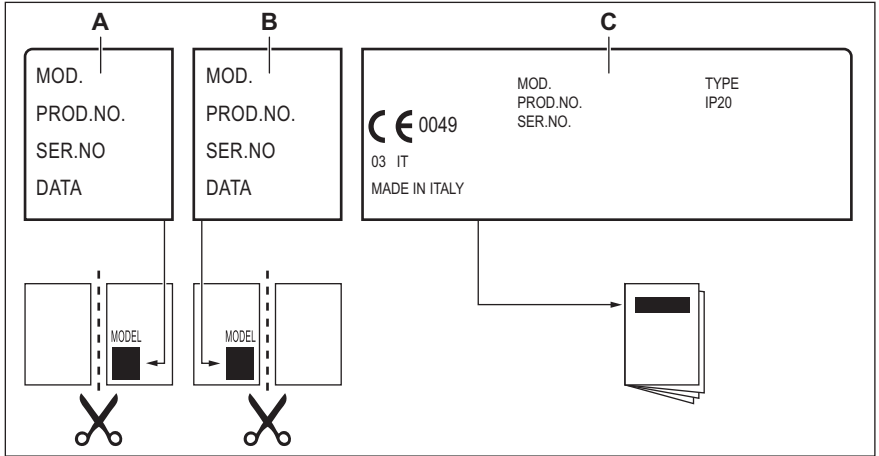 A
B
C
MOD.
PROD.NO.
SER.NO
DATA
MOD.
PROD.NO.
SER.NO
DATA
CE 0049
03 IT
MADE IN ITALY
MOD.
PROD.NO.
SER.NO.
TYPE
IP20
MODEL
MODEL